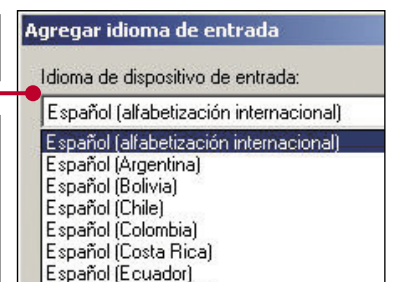 Agregar idioma de entrada
Idioma de dispositivo de entrada:
Español (alfabetización internacional)
Español (alfabetización internacional)
Español (Argentina)
Español (Bolivia)
Español (Chile)
Español (Colombia)
Español (Costa Rica)
Español (Ecuador)